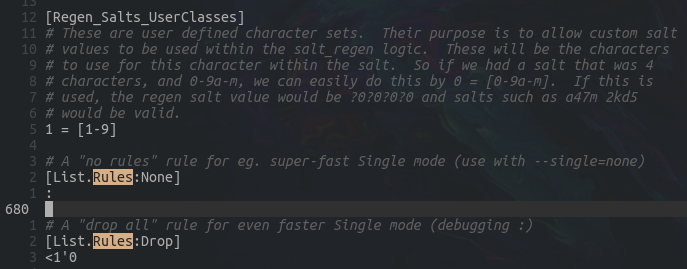 13
12 [Regen_Salts_UserClasses]
11 # These are user defined character sets.  Their purpose is to allow custom salt
10 # values to be used within the salt_regen logic.  These will be the characters
9 # to use for this character within the salt.  So if we had a salt that was 4
8 # characters, and 0-9a-m, we can easily do this by 0 = [0-9a-m].  If this is
7 # used, the regen salt value would be ?0?0?0?0 and salts such as a47m 2kd5
6 # would be valid.
5 1 = [1-9]
4
3 # A "no rules" rule for eg. super-fast Single mode (use with --single=none)
2 [List.Rules:None]
1 :
680
1 # A "drop all" rule for even faster Single mode (debugging :)
2 [List.Rules:Drop]
3 <1'0